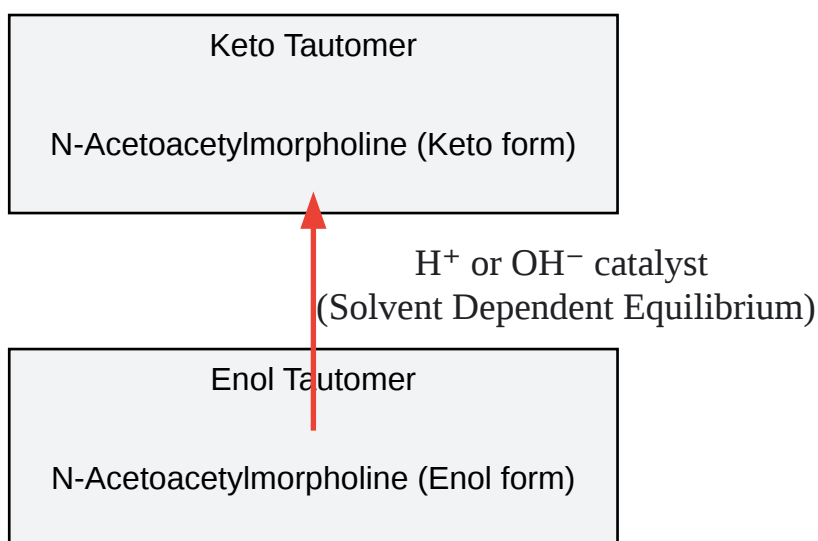 Keto Tautomer
N-Acetoacetylmorpholine (Keto form)
H⁺ or OH⁻ catalyst
(Solvent Dependent Equilibrium)
Enol Tautomer
N-Acetoacetylmorpholine (Enol form)